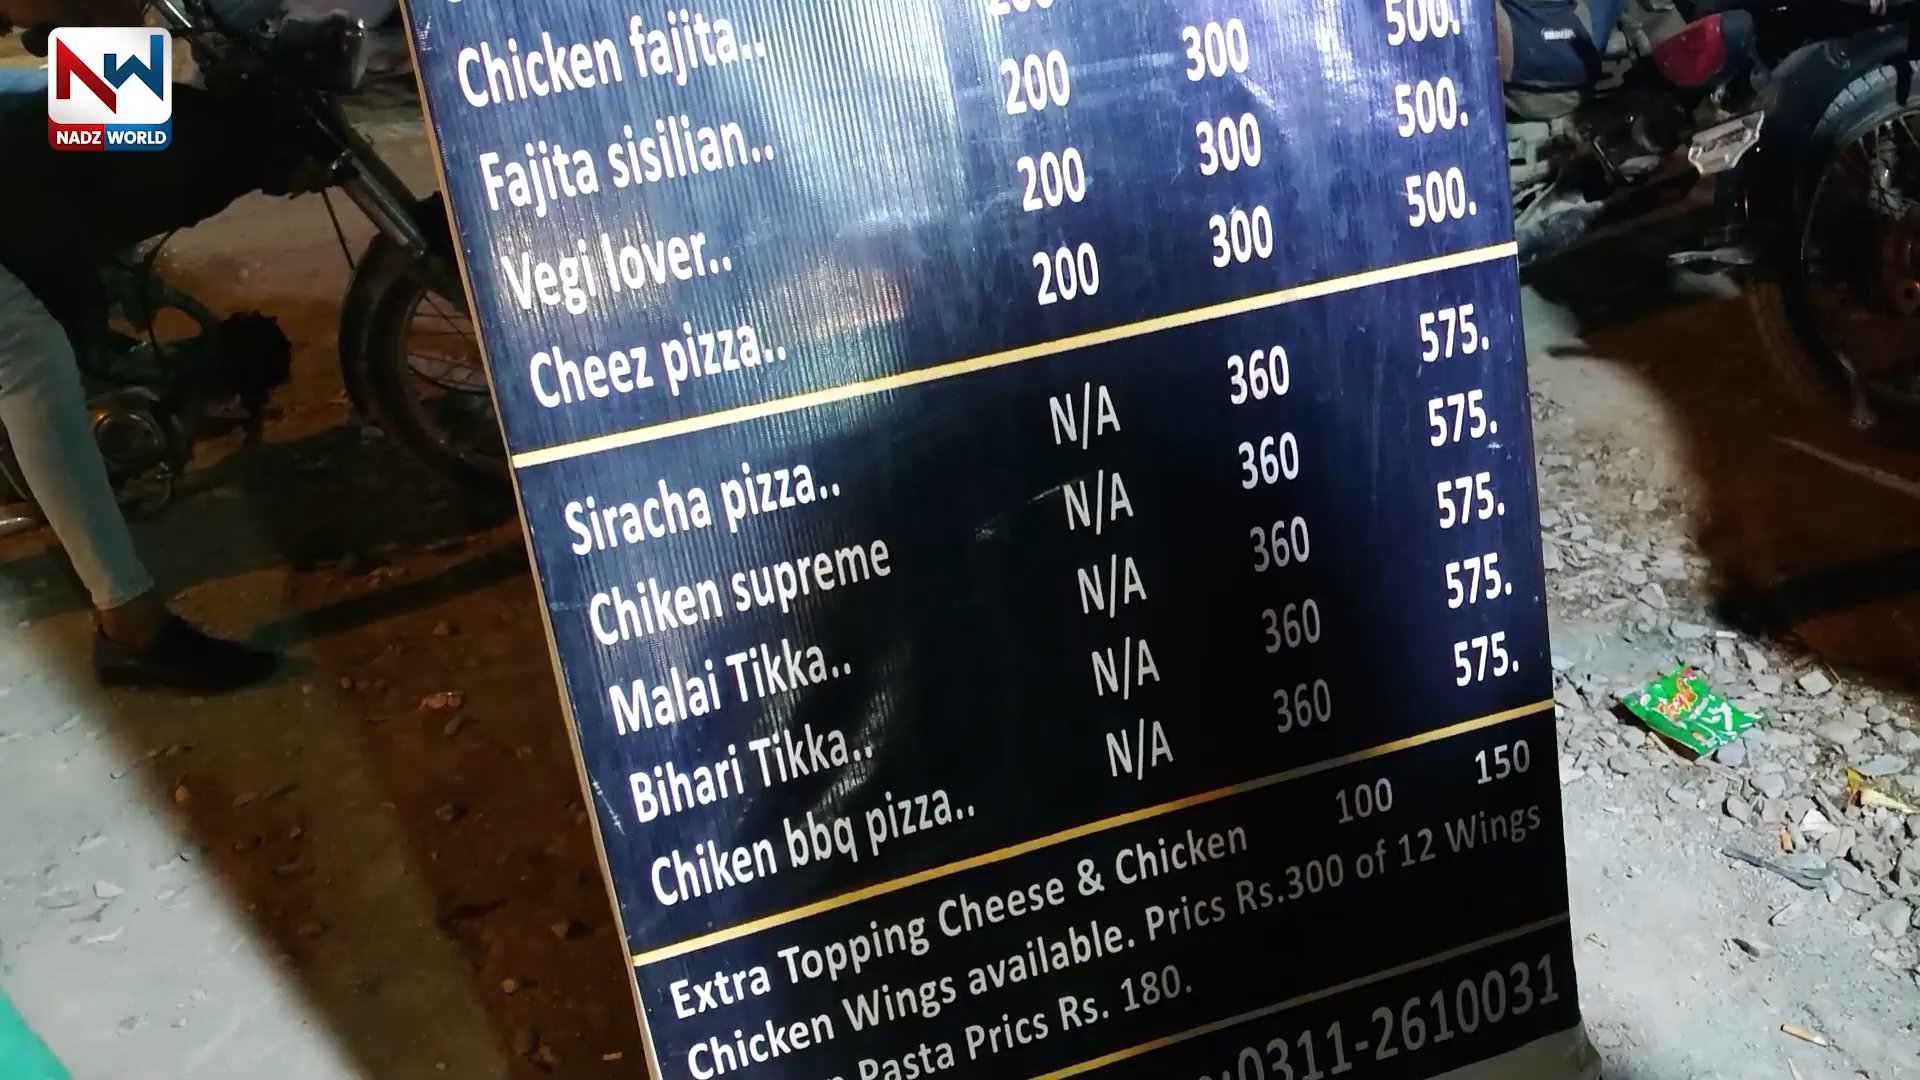 NW
NADZ WORLD
Chicken fajita..
Fajita sisilian.. 200 300 500.
Vegi lover.. 200 300 500.
Cheez pizza.. 200 300 500.
Siracha pizza.. N/A 360 575.
Chiken supreme N/A 360 575.
Malai Tikka.. N/A 360 575.
Bihari Tikka.. N/A 360 575.
Chiken bbq pizza.. N/A 360 575.
Extra Topping Cheese & Chicken 100 150
Chicken Wings available. Prics Rs.300 of 12 Wings
Pasta Prics Rs. 180.
:0311-2610031